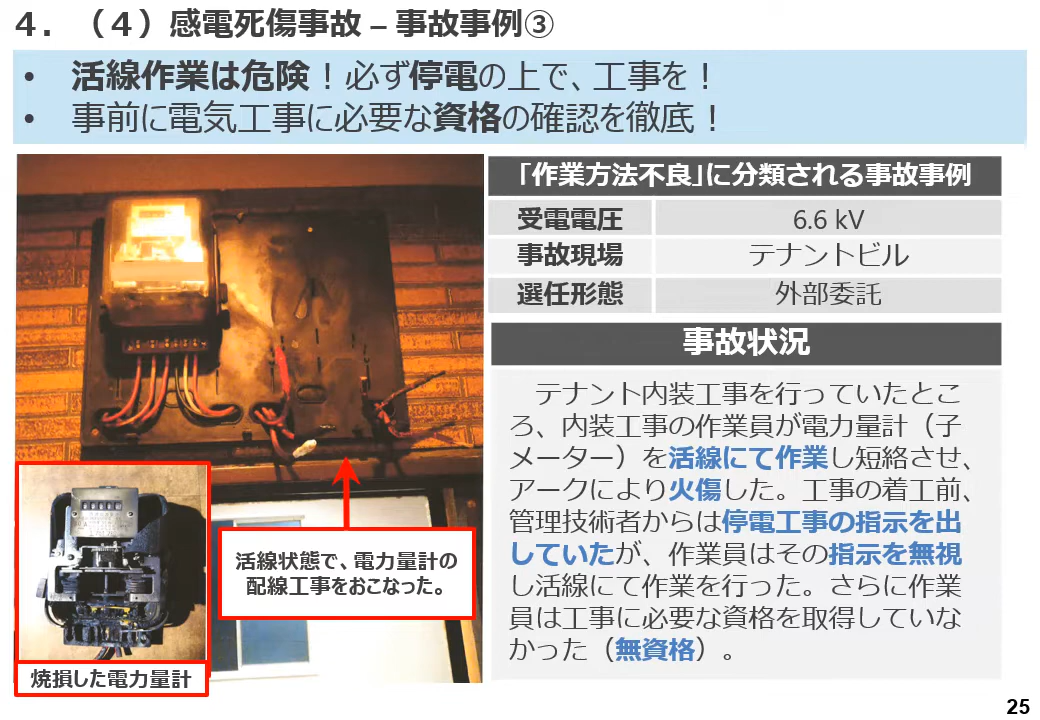 ４．（４）感電死傷事故 – 事故事例③
• 活線作業は危険！必ず停電の上で、工事を！
• 事前に電気工事に必要な資格の確認を徹底！
「作業方法不良」に分類される事故事例
受電電圧 6.6 kV
事故現場 テナントビル
選任形態 外部委託
事故状況
テナント内装工事を行っていたとこ
ろ、内装工事の作業員が電力量計（子
メーター）を活線にて作業し短絡させ、
アークにより火傷した。工事の着工前、
管理技術者からは停電工事の指示を出
していたが、作業員はその指示を無視
し活線にて作業を行った。さらに作業
員は工事に必要な資格を取得していな
かった（無資格）。
活線状態で、電力量計の
配線工事をおこなった。
焼損した電力量計
25